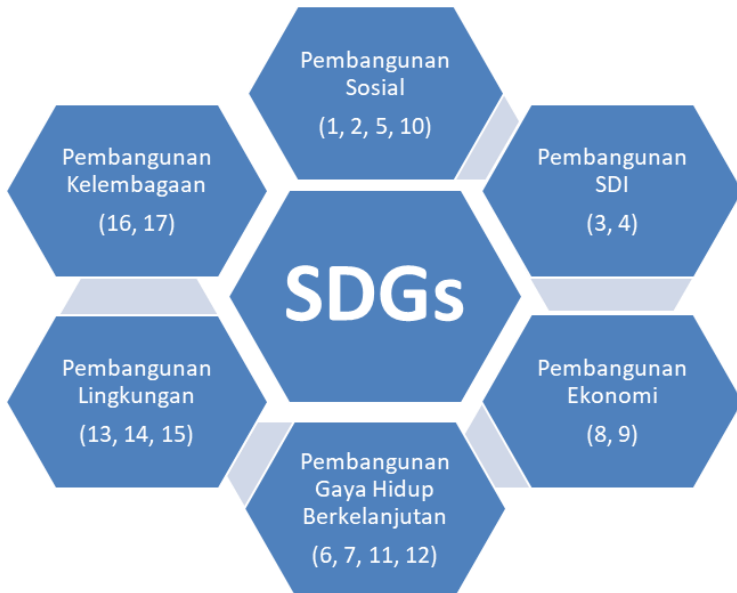 Pembangunan
Sosial
(1, 2, 5, 10)
Pembangunan
SDI
(3, 4)
Pembangunan
Ekonomi
(8, 9)
Pembangunan
Gaya Hidup
Berkelanjutan
(6, 7, 11, 12)
Pembangunan
Lingkungan
(13, 14, 15)
Pembangunan
Kelembagaan
(16, 17)
SDGs